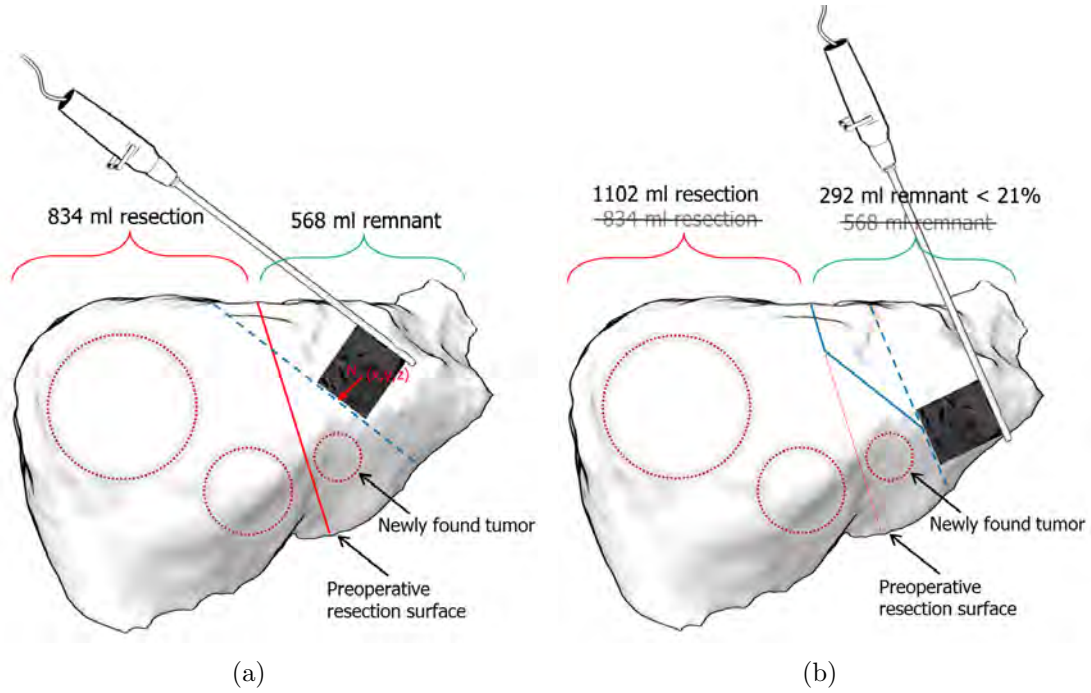 834 ml resection
568 ml remnant
(x,y,z)
Newly found tumor
Preoperative
resection surface
(a)
1102 ml resection
834 ml resection
292 ml remnant < 21%
568 ml remnant
Newly found tumor
Preoperative
resection surface
(b)